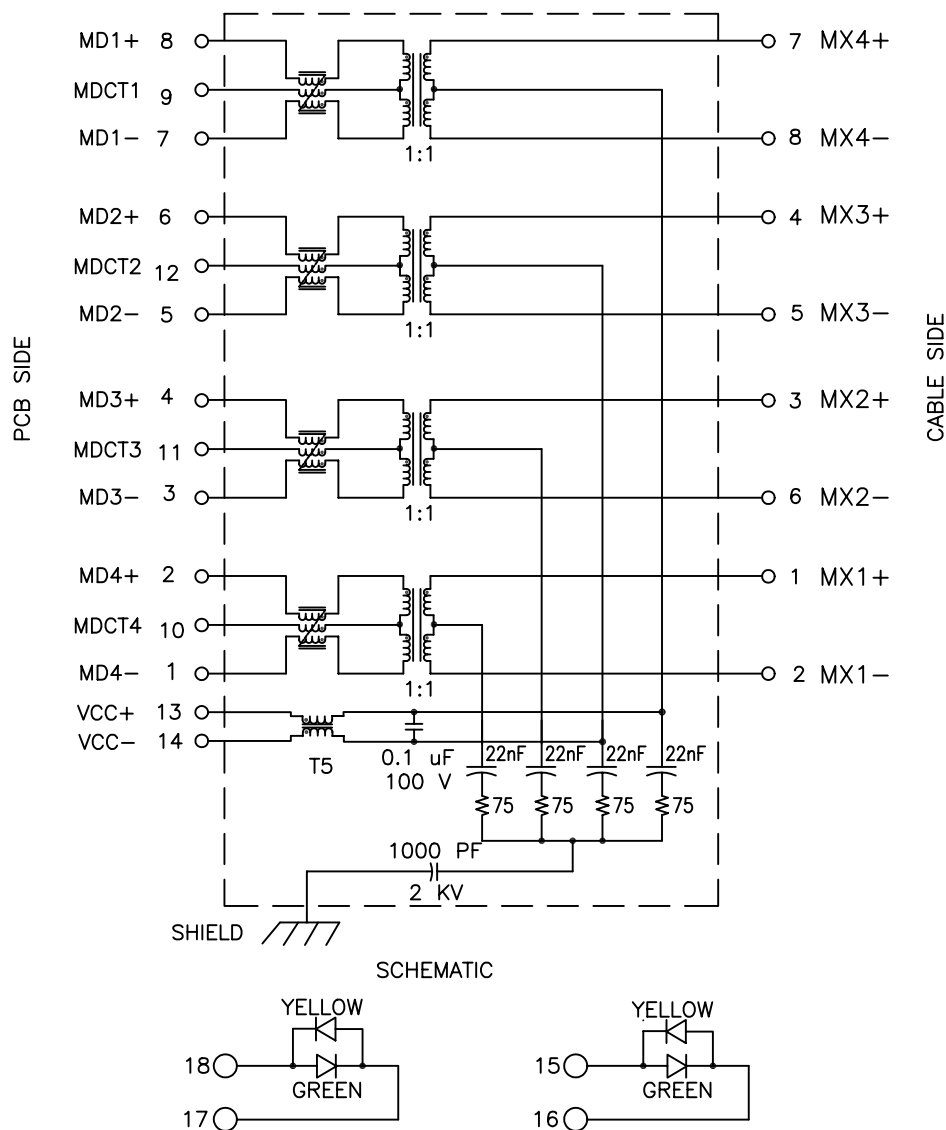 MD1+ 8 7 MX4+
MDCT1 9
MD1- 7 8 MX4-
1:1
MD2+ 6 4 MX3+
MDCT2 12
MD2- 5 5 MX3-
1:1
PCB SIDE
CABLE SIDE
MD3+ 4 3 MX2+
MDCT3 11
MD3- 3 6 MX2-
1:1
MD4+ 2 1 MX1+
MDCT4 10
MD4- 1 2 MX1-
1:1
VCC+ 13
VCC- 14
T5
0.1 uF
100 V
22nF 22nF 22nF 22nF
75 75 75 75
1000 PF
2 KV
SHIELD
SCHEMATIC
YELLOW YELLOW
18 15
GREEN GREEN
17 16